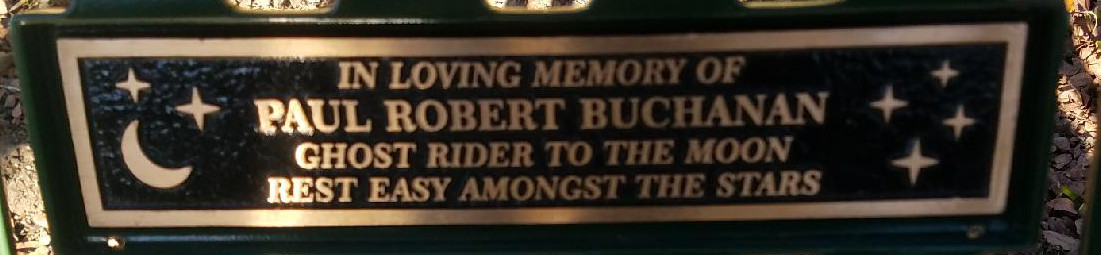 IN LOVING MEMORY OF
PAUL ROBERT BUCHANAN
GHOST RIDER TO THE MOON
REST EASY AMONGST THE STARS